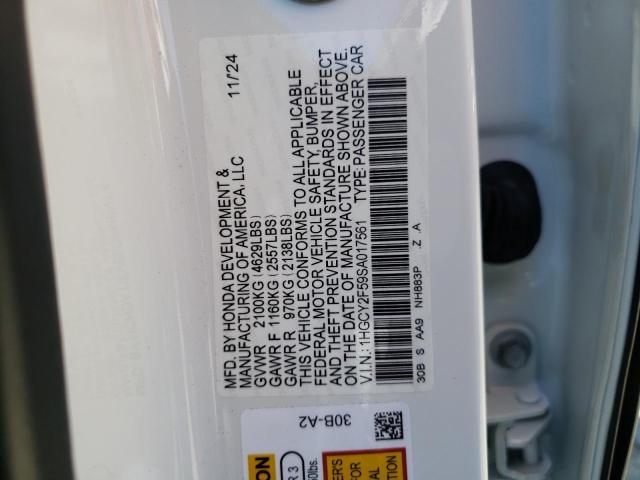 MFD. BY HONDA DEVELOPMENT &
MANUFACTURING OF AMERICA, LLC 11/'24
GVWR 2100KG (4629LBS)
GAWR F 1160KG (2557LBS)
GAWR R 970KG (2138LBS)
THIS VEHICLE CONFORMS TO ALL APPLICABLE
FEDERAL MOTOR VEHICLE SAFETY, BUMPER,
AND THEFT PREVENTION STANDARDS IN EFFECT
ON THE DATE OF MANUFACTURE SHOWN ABOVE.
V.I.N.: 1HGCY2F59SA017561 TYPE: PASSENGER CAR
30B S AA9 NH883P .Z .A
30B-A2